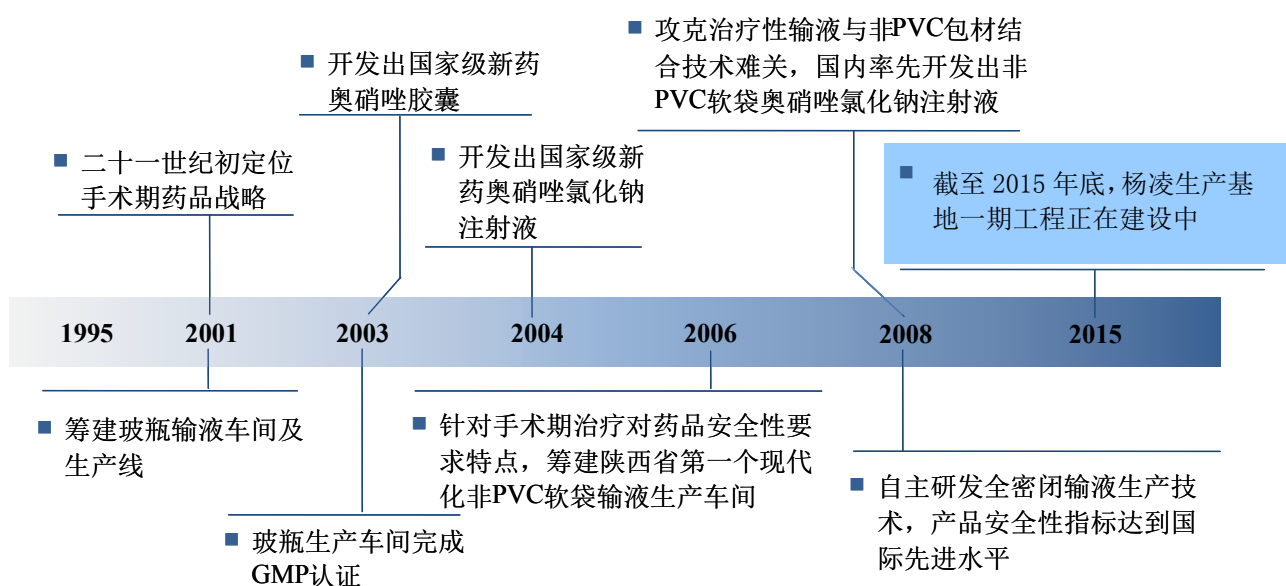 ■ 攻克治疗性输液与非PVC包材结
合技术难关，国内率先开发出非
PVC软袋奥硝唑氯化钠注射液
■ 开发出国家级新药
奥硝唑胶囊
■ 二十一世纪初定位
手术期药品战略
■ 开发出国家级新
药奥硝唑氯化钠
注射液
■ 截至 2015 年底，杨凌生产基
地一期工程正在建设中
1995 2001 2003 2004 2006 2008 2015
■ 筹建玻瓶输液车间及
生产线
■ 针对手术期治疗对药品安全性要
求特点，筹建陕西省第一个现代
化非PVC软袋输液生产车间
■ 自主研发全密闭输液生产技
术，产品安全性指标达到国
际先进水平
■ 玻瓶生产车间完成
GMP认证